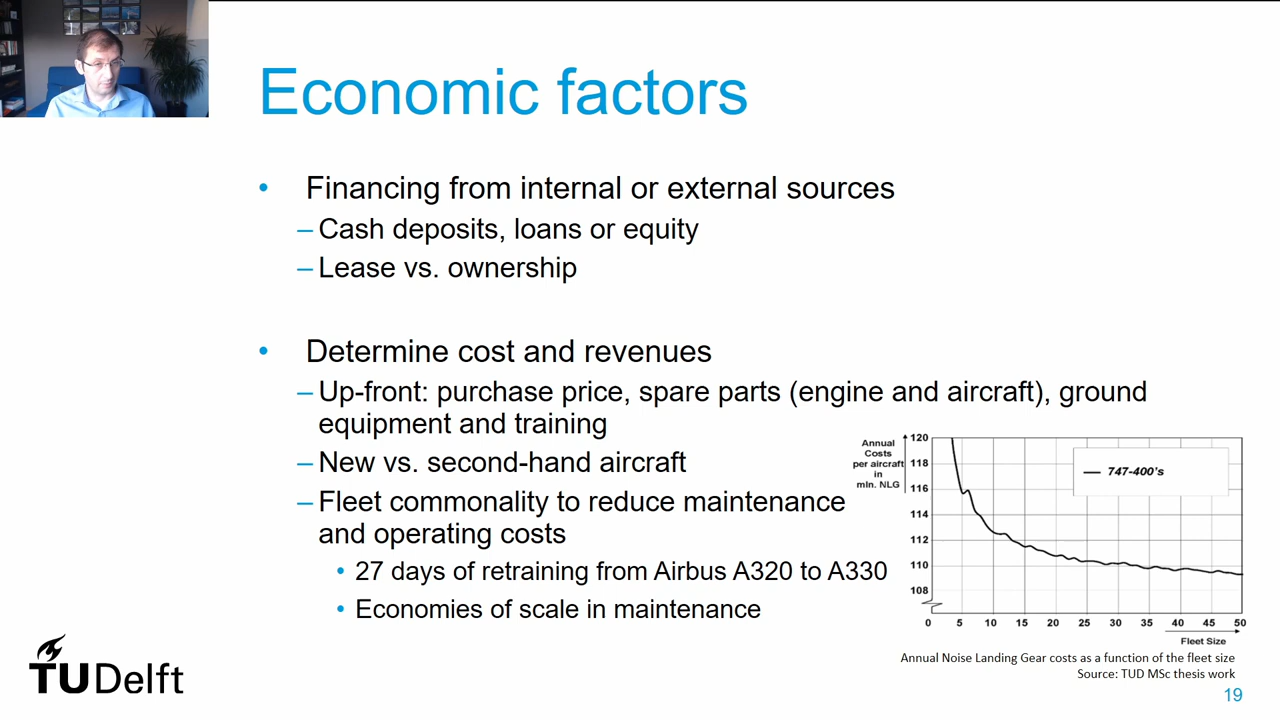 Economic factors
• Financing from internal or external sources
– Cash deposits, loans or equity
– Lease vs. ownership
• Determine cost and revenues
– Up-front: purchase price, spare parts (engine and aircraft), ground
equipment and training
– New vs. second-hand aircraft
– Fleet commonality to reduce maintenance
and operating costs
• 27 days of retraining from Airbus A320 to A330
• Economies of scale in maintenance
Annual
Costs
per aircraft
in
mln. NLG
120
118
116
114
112
110
108
747-400's
0 5 10 15 20 25 30 35 40 45 50
Fleet Size
Annual Noise Landing Gear costs as a function of the fleet size
Source: TUD MSc thesis work
TU Delft
19